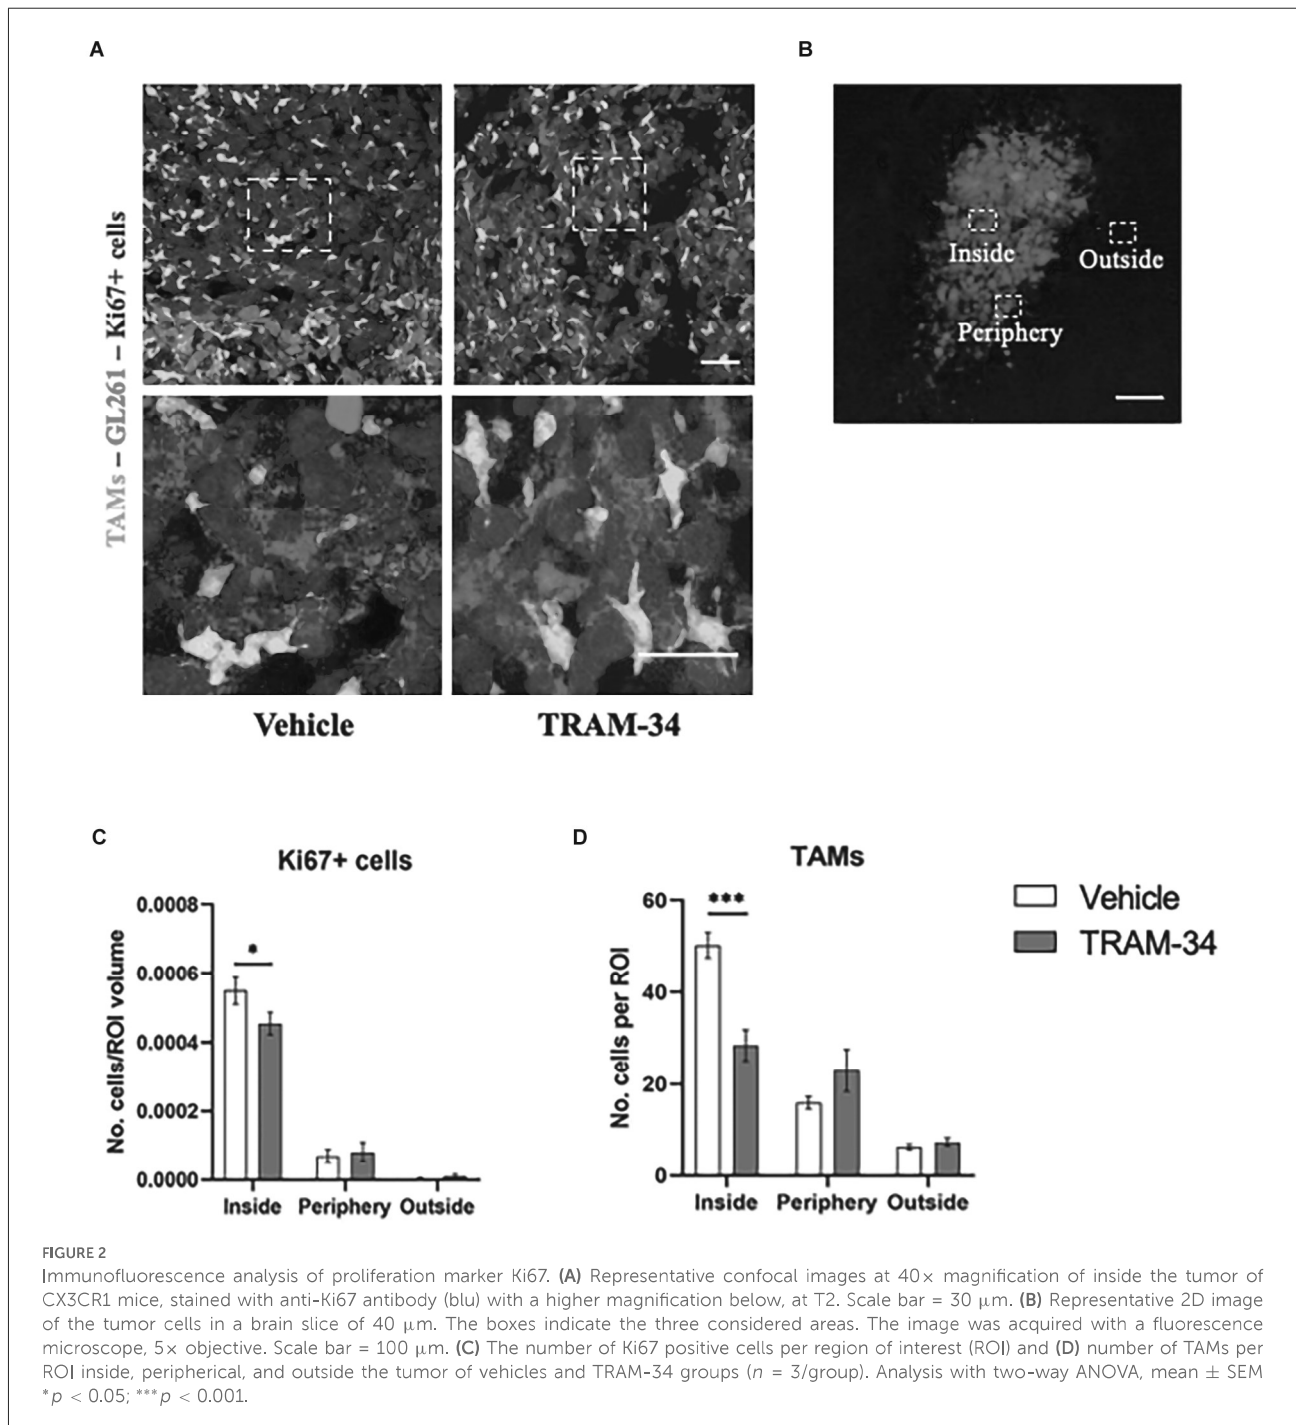 A
B
TAMs – GL261 – Ki67+ cells
Inside
Outside
Periphery
Vehicle
TRAM-34
C
Ki67+ cells
No. cells/ROI volume
0.0008
0.0006
0.0004
0.0002
0.0000
*
Inside
Periphery
Outside
D
TAMs
No. cells per ROI
60
40
20
0
***
Inside
Periphery
Outside
Vehicle
TRAM-34
FIGURE 2
Immunofluorescence analysis of proliferation marker Ki67. (A) Representative confocal images at 40× magnification of inside the tumor of
CX3CR1 mice, stained with anti-Ki67 antibody (blu) with a higher magnification below, at T2. Scale bar = 30 μm. (B) Representative 2D image
of the tumor cells in a brain slice of 40 μm. The boxes indicate the three considered areas. The image was acquired with a fluorescence
microscope, 5× objective. Scale bar = 100 μm. (C) The number of Ki67 positive cells per region of interest (ROI) and (D) number of TAMs per
ROI inside, peripherical, and outside the tumor of vehicles and TRAM-34 groups (n = 3/group). Analysis with two-way ANOVA, mean ± SEM
*p < 0.05; ***p < 0.001.